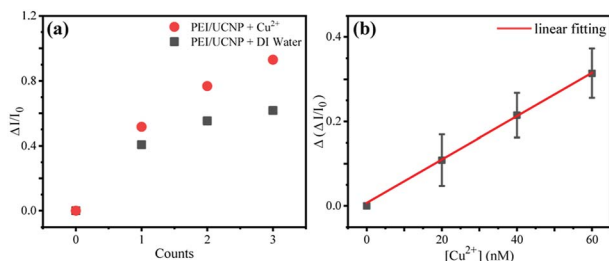 (a)
PEI/UCNP + Cu²⁺
PEI/UCNP + DI Water
1.2
0.8
0.4
0.0
ΔI/I₀
0 1 2 3
Counts
(b)
linear fitting
0.4
0.2
0.0
Δ (ΔI/I₀)
0 20 40 60
[Cu²⁺] (nM)